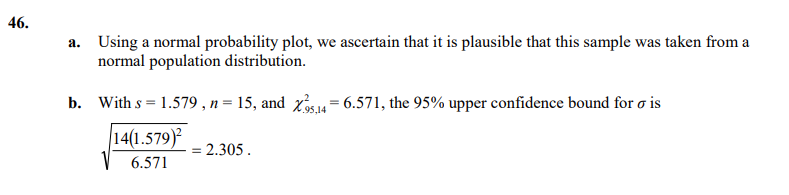 46.
a. Using a normal probability plot, we ascertain that it is plausible that this sample was taken from a
normal population distribution.
b. With s = 1.579 , n = 15, and χ².95,14 = 6.571, the 95% upper confidence bound for σ is
√(14(1.579)²/6.571) = 2.305 .